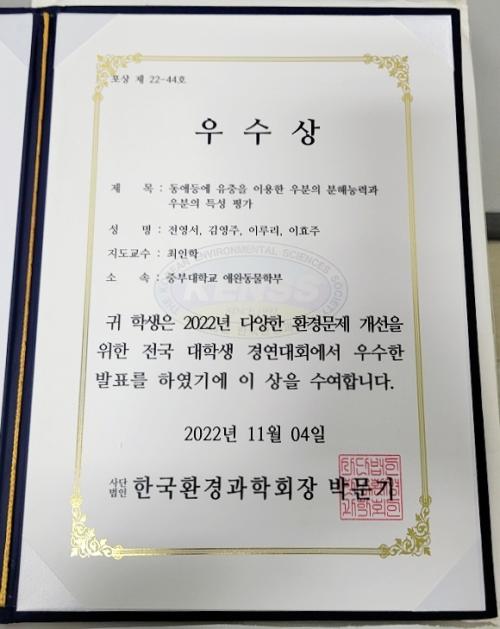 포상 제 22-44호
우 수 상
제 목 : 동애등에 유충을 이용한 우분의 분해능력과
우분의 특성 평가
성 명 : 전영서, 김영주, 이루리, 이효주
지도교수 : 최인학
소 속 : 중부대학교 애완동물학부
KENSS
귀 학생은 2022년 다양한 환경문제 개선을
위한 전국 대학생 경연대회에서 우수한
발표를 하였기에 이 상을 수여합니다.
2022년 11월 04일
사단
법인 한국환경과학회장 박문기